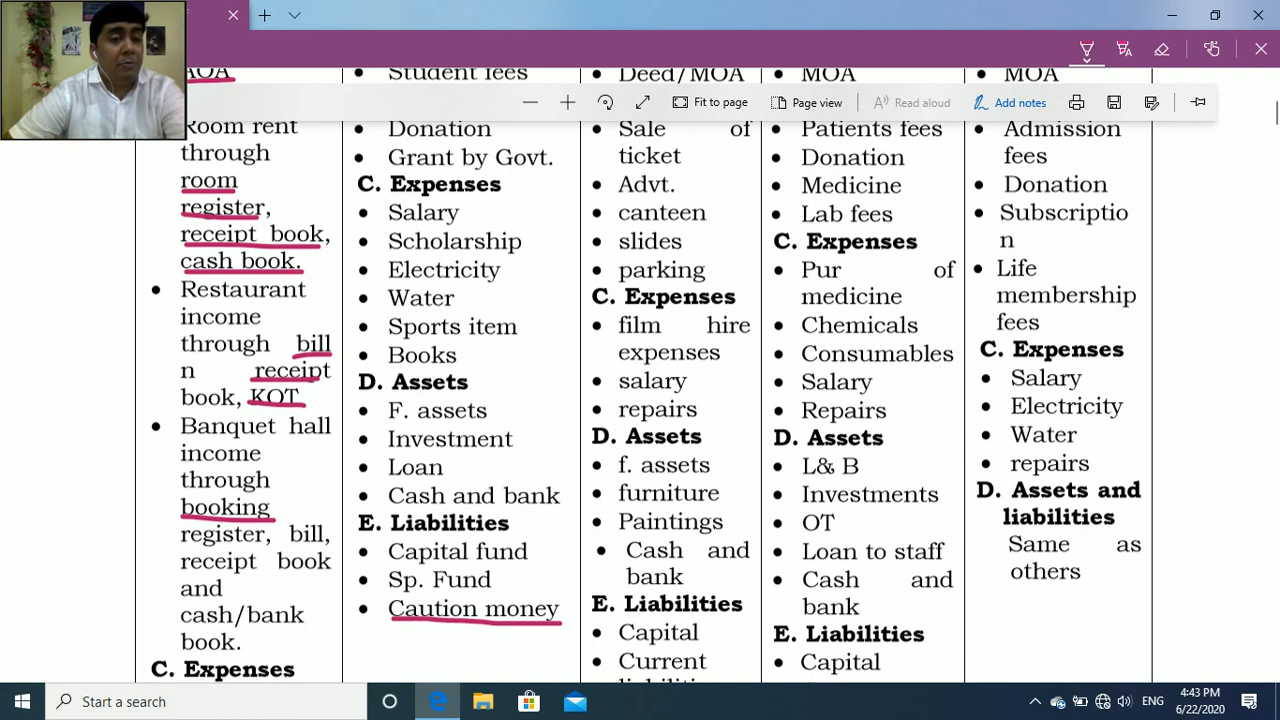 Fit to page
Page view
Read aloud
Add notes
AOA
Room rent
through
room
register,
receipt book,
cash book.
• Restaurant
income
through bill
n receipt
book, KOT
• Banquet hall
income
through
booking
register, bill,
receipt book
and
cash/bank
book.
C. Expenses
• Student fees
• Donation
• Grant by Govt.
C. Expenses
• Salary
• Scholarship
• Electricity
• Water
• Sports item
• Books
D. Assets
• F. assets
• Investment
• Loan
• Cash and bank
E. Liabilities
• Capital fund
• Sp. Fund
• Caution money
• Deed/MOA
• Sale of
ticket
• Advt.
• canteen
• slides
• parking
C. Expenses
• film hire
expenses
• salary
• repairs
D. Assets
• f. assets
• furniture
• Paintings
• Cash and
bank
E. Liabilities
• Capital
• Current
liabilities
• MOA
• Patients fees
• Donation
• Medicine
• Lab fees
C. Expenses
• Pur of
medicine
• Chemicals
• Consumables
• Salary
• Repairs
D. Assets
• L& B
• Investments
• OT
• Loan to staff
• Cash and
bank
E. Liabilities
• Capital
• MOA
• Admission
fees
• Donation
• Subscriptio
n
• Life
membership
fees
C. Expenses
• Salary
• Electricity
• Water
• repairs
D. Assets and
liabilities
Same as
others
Start a search
ENG
4:43 PM
6/22/2020